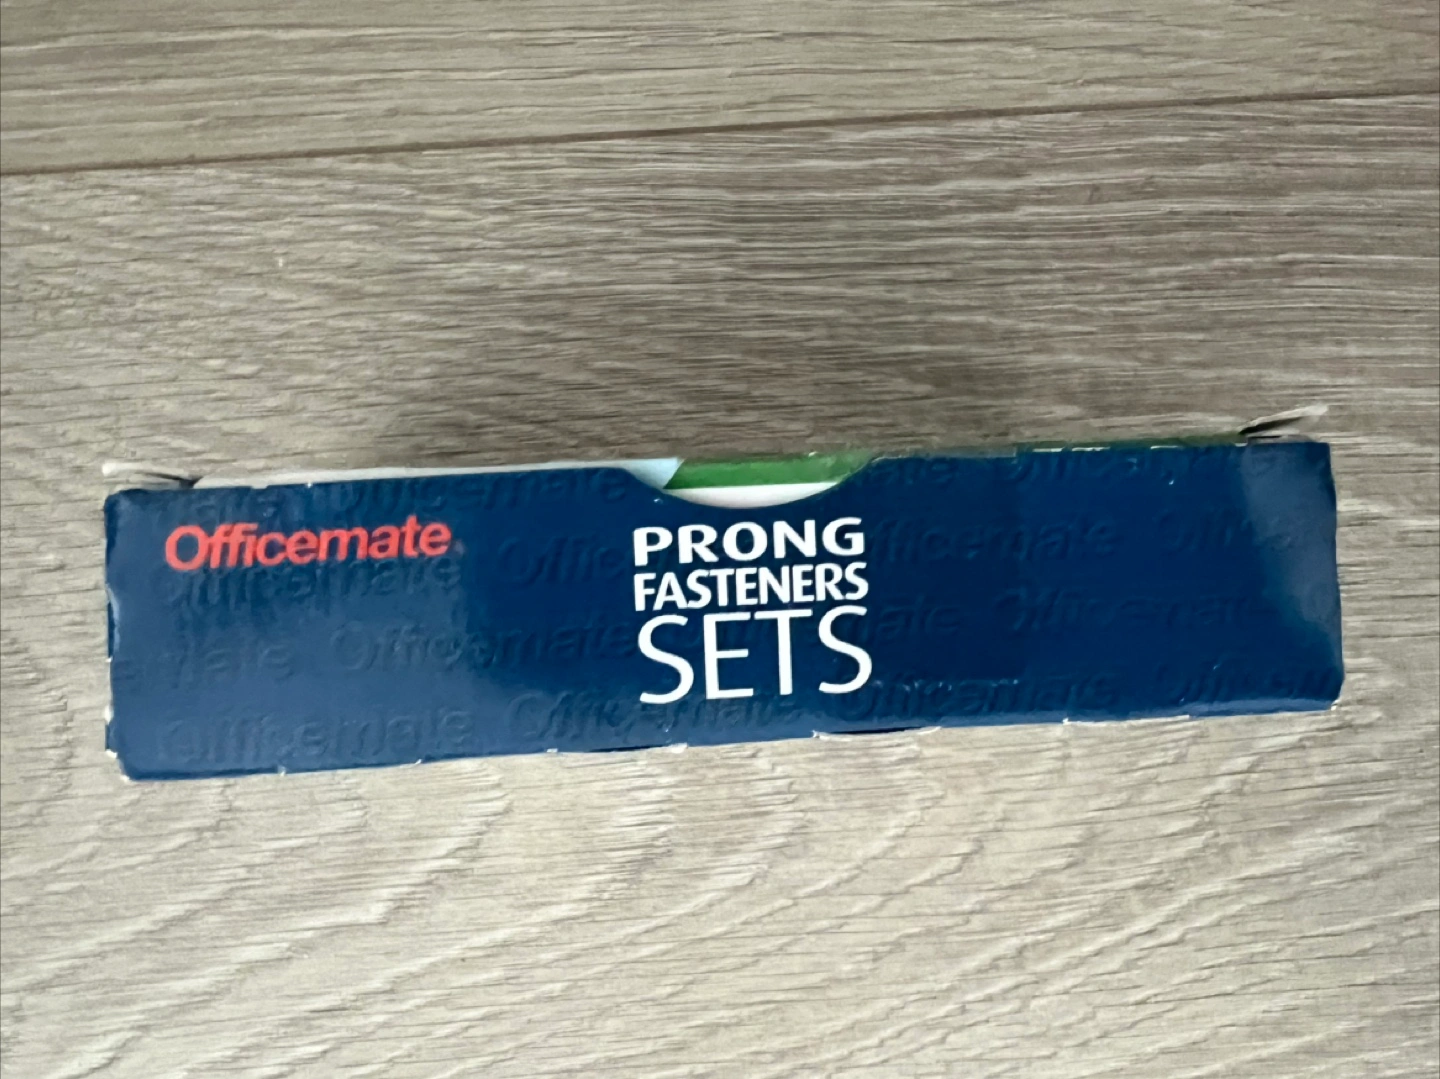 Officemate
PRONG
FASTENERS
SETS